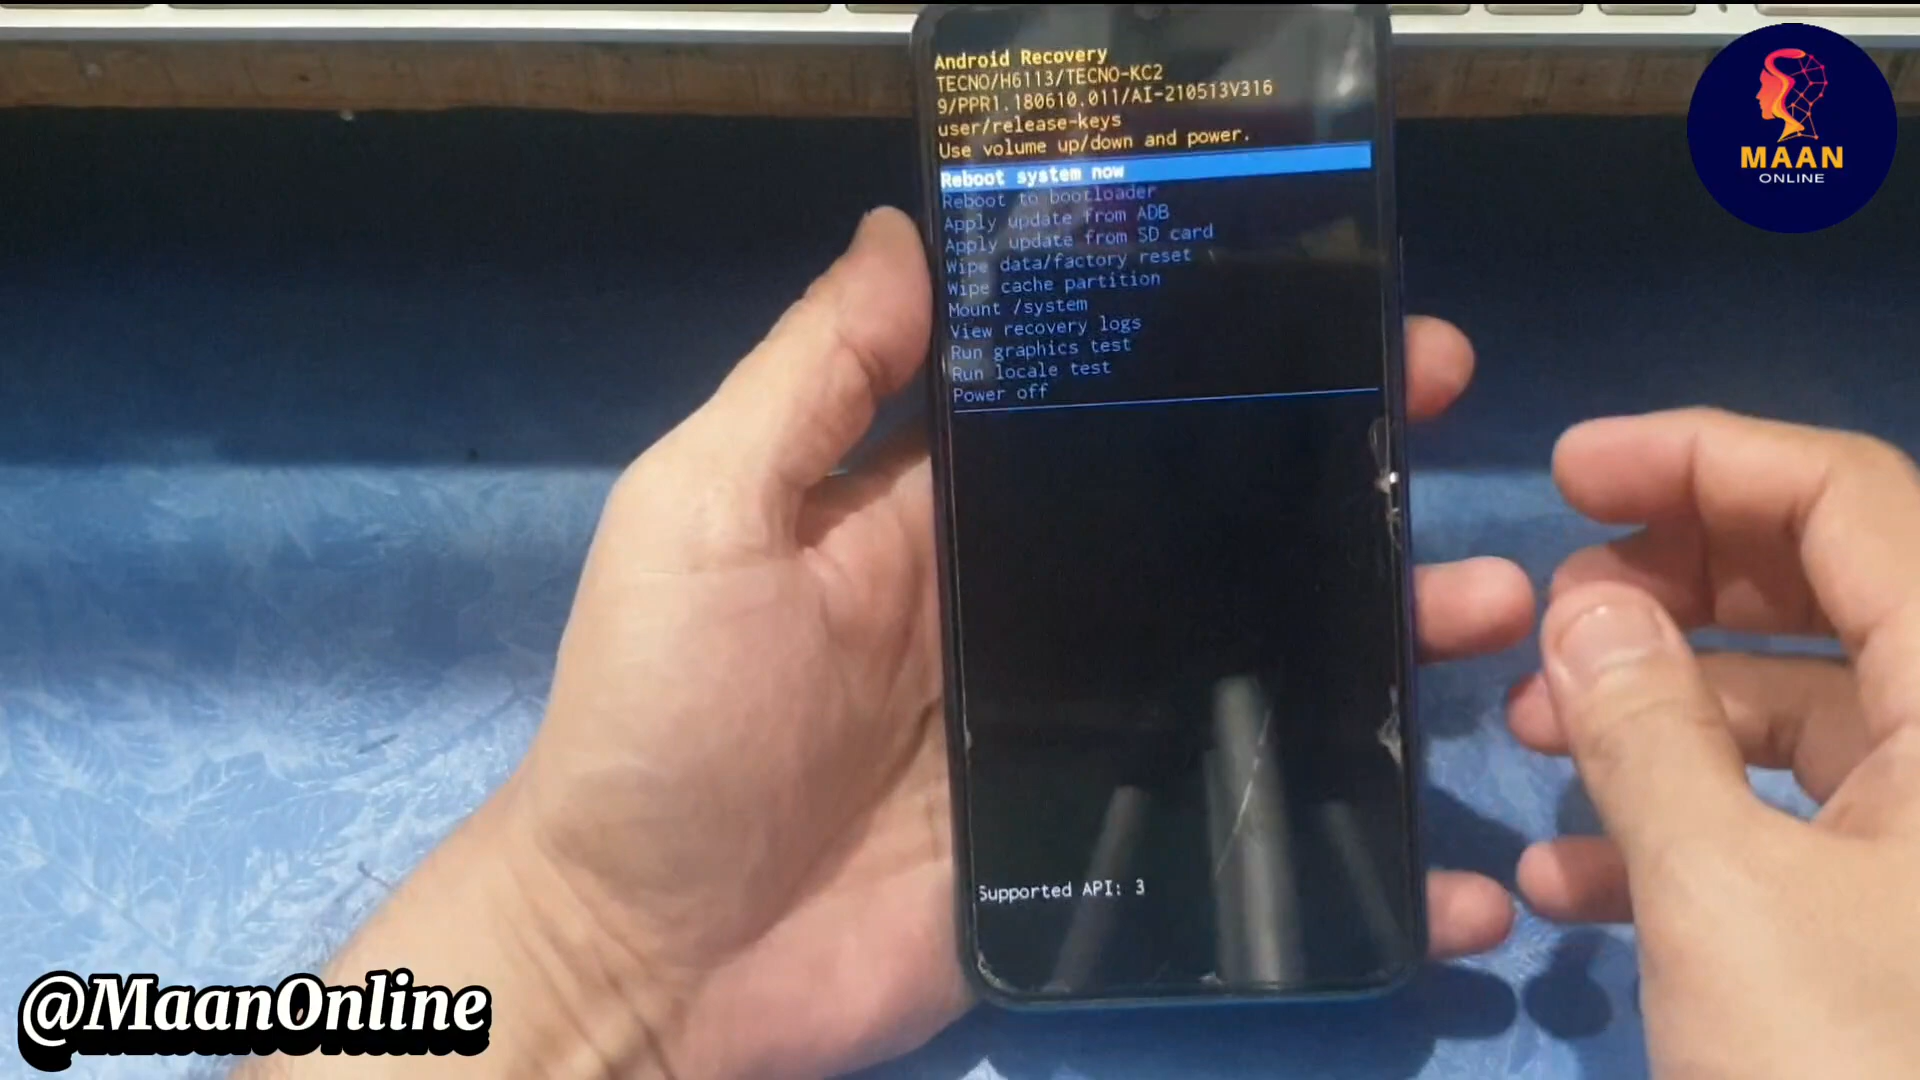 Android Recovery
TECNO/H6113/TECNO-KC2
9/PPR1.180610.011/AI-210513V316
user/release-keys
Use volume up/down and power.
Reboot system now
Reboot to bootloader
Apply update from ADB
Apply update from SD card
Wipe data/factory reset
Wipe cache partition
Mount /system
View recovery logs
Run graphics test
Run locale test
Power off
Supported API: 3
MAAN
ONLINE
@MaanOnline